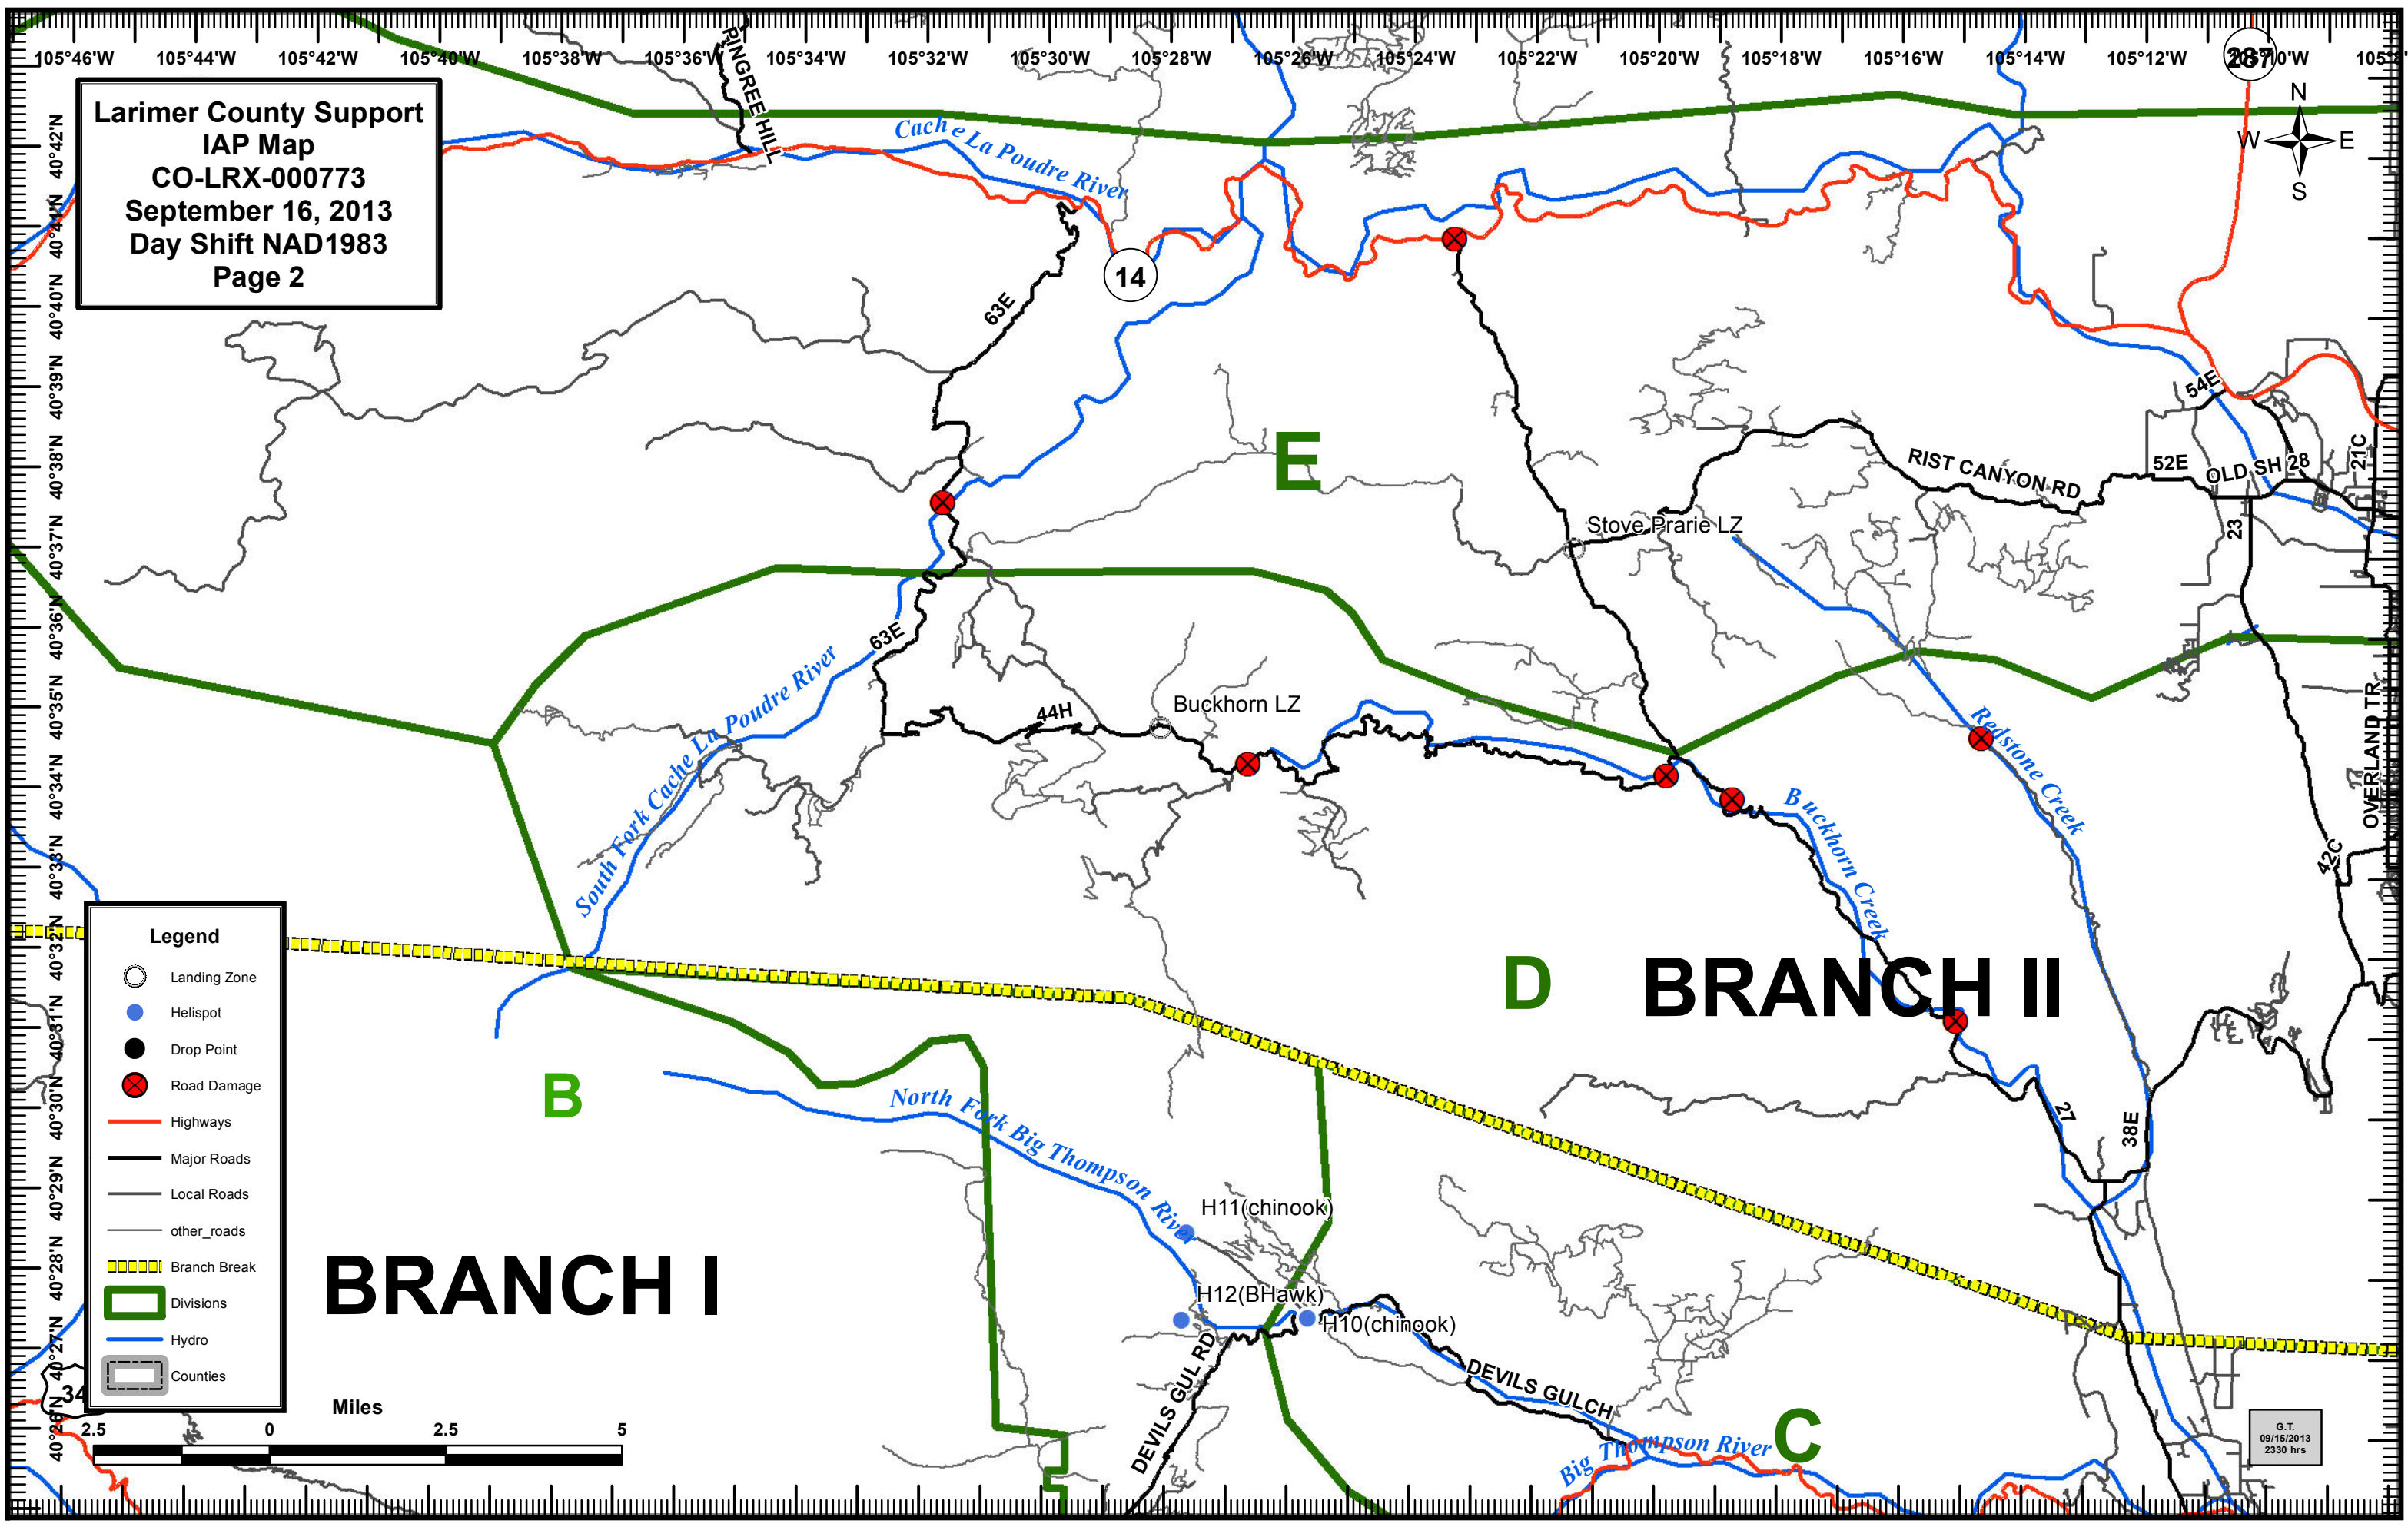 105°46'W
105°44'W
105°42'W
105°40'W
105°38'W
105°36'W
105°34'W
105°32'W
105°30'W
105°28'W
105°26'W
105°24'W
105°22'W
105°20'W
105°18'W
105°16'W
105°14'W
105°12'W
287
N
W
E
S
Larimer County Support
IAP Map
CO-LRX-000773
September 16, 2013
Day Shift NAD1983
Page 2
PINGREE HILL
Cache La Poudre River
14
63E
40°42'N
40°41'N
40°40'N
40°39'N
40°38'N
40°37'N
40°36'N
40°35'N
40°34'N
40°33'N
40°32'N
40°31'N
40°30'N
40°29'N
40°28'N
40°27'N
40°26'N
54E
E
RIST CANYON RD
52E
OLD SH 28
21C
23
Stove Prarie LZ
63E
South Fork Cache La Poudre River
44H
Buckhorn LZ
Redstone Creek
OVERLAND TR
Buckhorn Creek
42C
D
BRANCH II
Legend
Landing Zone
Helispot
Drop Point
Road Damage
Highways
Major Roads
Local Roads
other_roads
Branch Break
Divisions
Hydro
Counties
B
North Fork Big Thompson River
27
38E
H11(chinook)
BRANCH I
H12(BHawk)
H10(chinook)
DEVILS GUL RD
DEVILS GULCH
34
Miles
2.5
0
2.5
5
C
Big Thompson River
G.T.
09/15/2013
2330 hrs